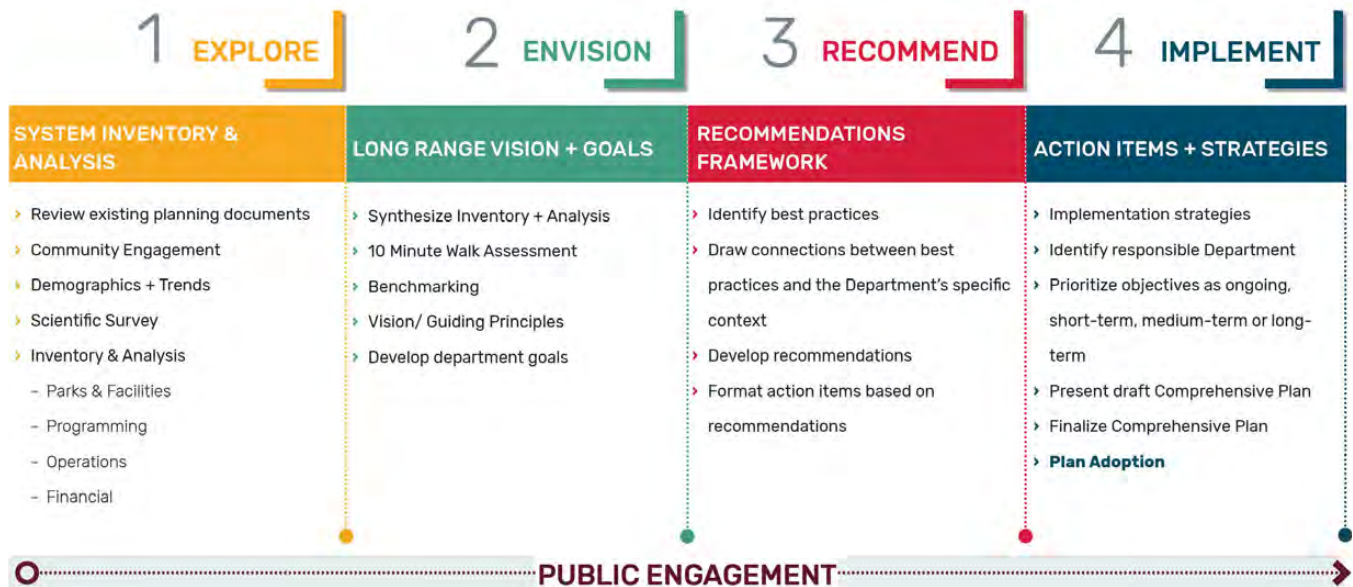 1 EXPLORE
SYSTEM INVENTORY &
ANALYSIS
› Review existing planning documents
› Community Engagement
› Demographics + Trends
› Scientific Survey
› Inventory & Analysis
– Parks & Facilities
– Programming
– Operations
– Financial
2 ENVISION
LONG RANGE VISION + GOALS
› Synthesize Inventory + Analysis
› 10 Minute Walk Assessment
› Benchmarking
› Vision/ Guiding Principles
› Develop department goals
3 RECOMMEND
RECOMMENDATIONS
FRAMEWORK
› Identify best practices
› Draw connections between best
practices and the Department's specific
context
› Develop recommendations
› Format action items based on
recommendations
4 IMPLEMENT
ACTION ITEMS + STRATEGIES
› Implementation strategies
› Identify responsible Department
› Prioritize objectives as ongoing,
short-term, medium-term or long-
term
› Present draft Comprehensive Plan
› Finalize Comprehensive Plan
› Plan Adoption
PUBLIC ENGAGEMENT